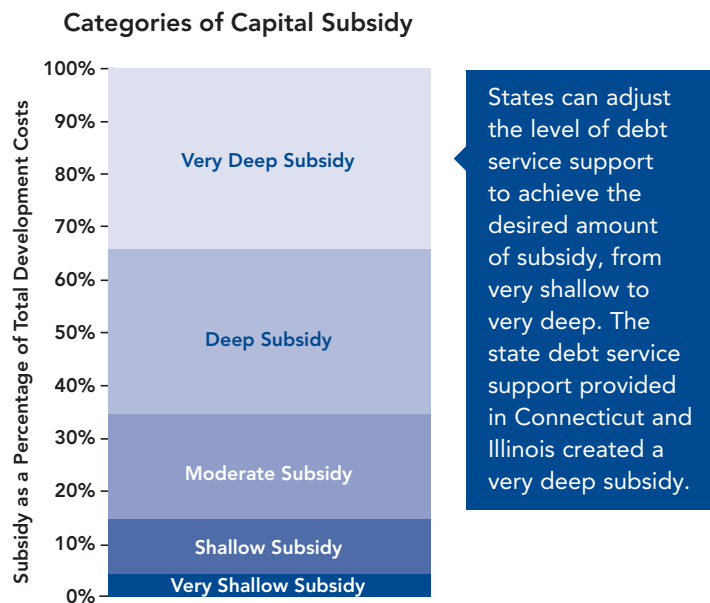 Categories of Capital Subsidy
Subsidy as a Percentage of Total Development Costs
100%
90%
80%
70%
60%
50%
40%
30%
20%
10%
0%
Very Deep Subsidy
Deep Subsidy
Moderate Subsidy
Shallow Subsidy
Very Shallow Subsidy
States can adjust
the level of debt
service support
to achieve the
desired amount
of subsidy, from
very shallow to
very deep. The
state debt service
support provided
in Connecticut and
Illinois created a
very deep subsidy.